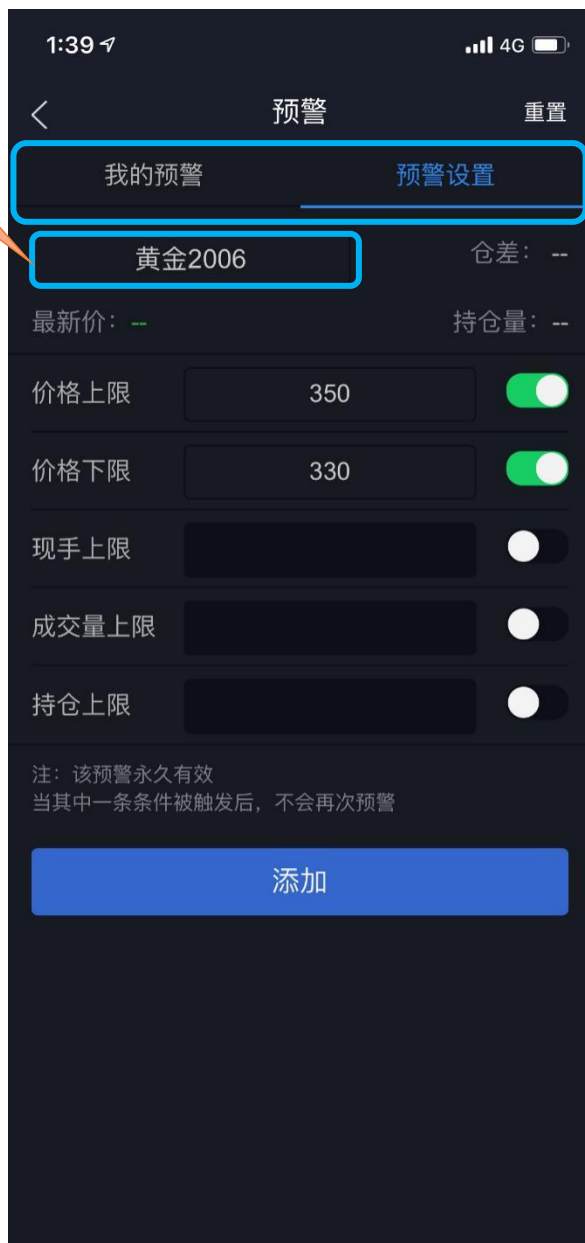 1:39 4G
预警 重置
我的预警 预警设置
黄金2006 仓差： --
最新价： -- 持仓量： --
价格上限 350
价格下限 330
现手上限
成交量上限
持仓上限
注：该预警永久有效
当其中一条条件被触发后，不会再次预警
添加